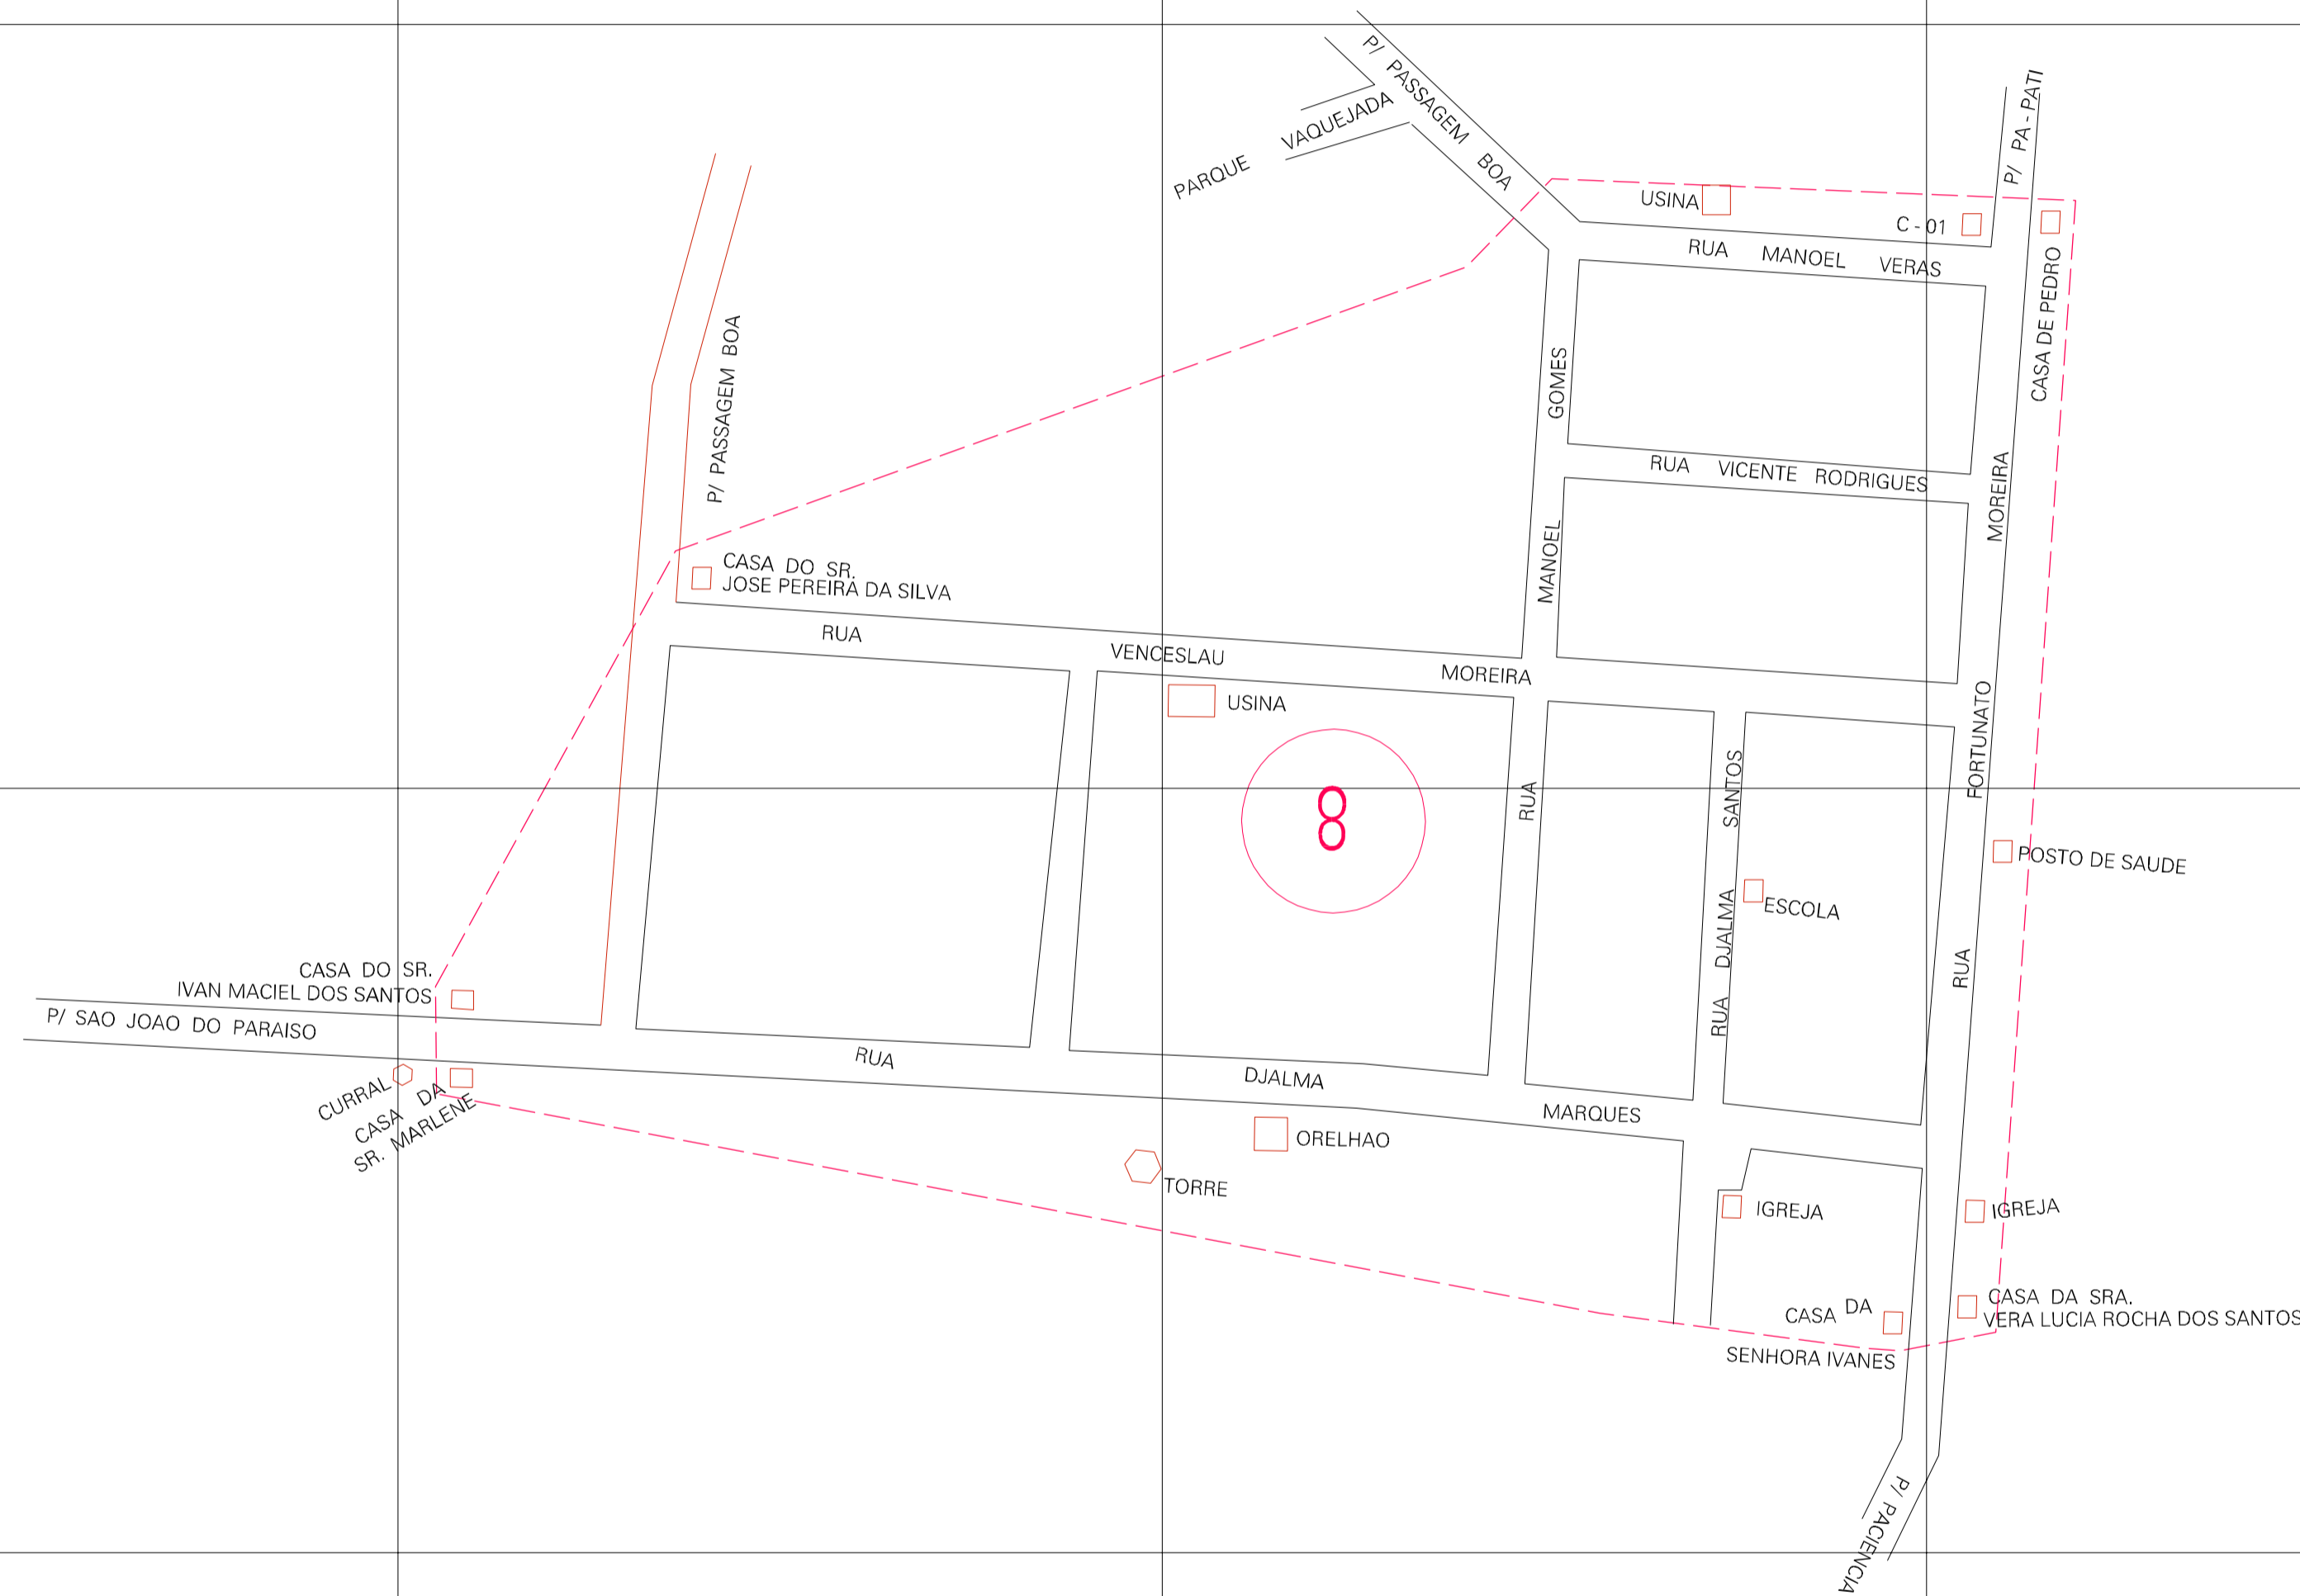 P/ PASSAGEM BOA
PARQUE VAQUEJADA
P/ PA - PATI
USINA
C - 01
RUA MANOEL VERAS
CASA DE PEDRO
P/ PASSAGEM BOA
RUA VICENTE RODRIGUES
RUA MANOEL GOMES
RUA FORTUNATO MOREIRA
CASA DO SR.
JOSE PEREIRA DA SILVA
RUA VENCESLAU MOREIRA
USINA
8
RUA DJALMA SANTOS
POSTO DE SAUDE
ESCOLA
CASA DO SR.
IVAN MACIEL DOS SANTOS
P/ SAO JOAO DO PARAISO
RUA DJALMA MARQUES
CURRAL
CASA DA
SR. MARLENE
ORELHAO
TORRE
IGREJA
IGREJA
CASA DA
SENHORA IVANES
CASA DA SRA.
VERA LUCIA ROCHA DOS SANTOS
P/ PACIENCIA